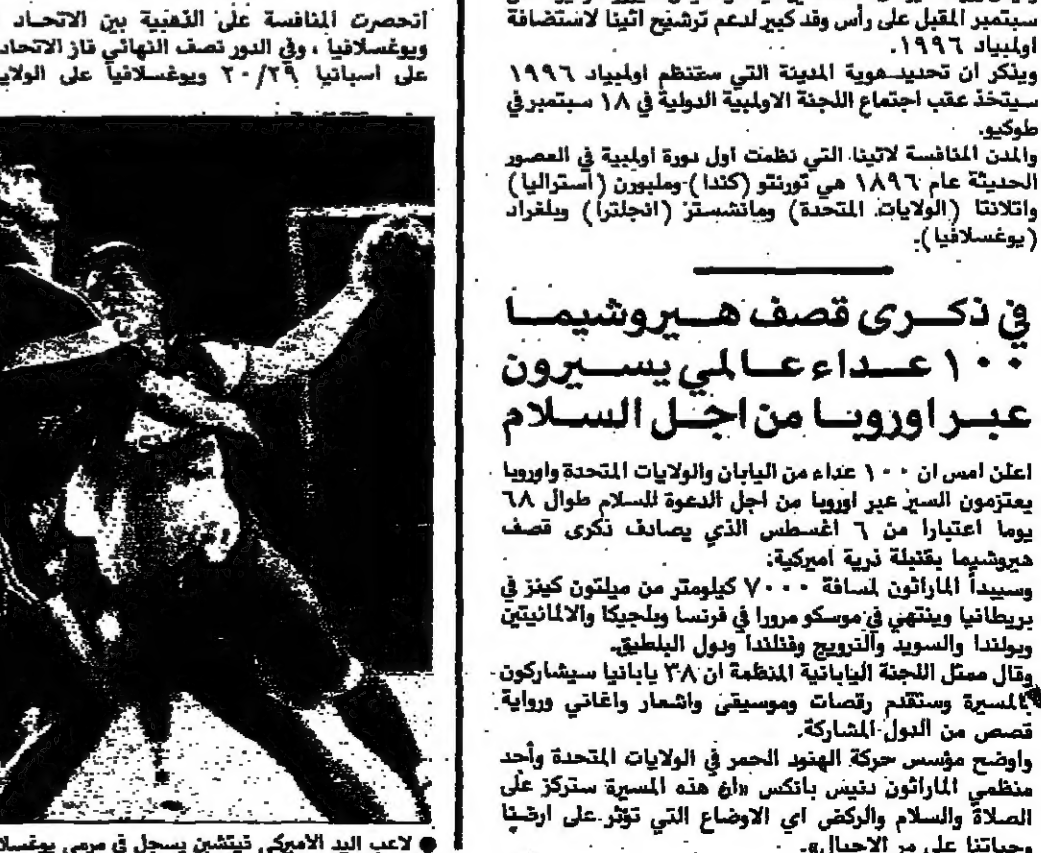 سبتمبر المقبل على رأس وفد كبير لدعم ترشيح اثينا لاستضافة
اولمبياد ١٩٩٦.
ويذكر ان تحديد هوية المدينة التي ستنظم اولمبياد ١٩٩٦
سيتخذ عقب اجتماع اللجنة الاولمبية الدولية في ١٨ سبتمبر في
طوكيو.
والمدن المنافسة لاثينا التي نظمت اول دورة اولمبية في العصور
الحديثة عام ١٨٩٦ هي تورنتو (كندا) وملبورن (استراليا)
واتلانتا (الولايات المتحدة) ومانشستر (انجلترا) وبلغراد
(يوغسلافيا).
في ذكرى قصف هيروشيما
١٠٠ عداء عالمي يسيرون
عبر اوروبا من اجل السلام
اعلن امس ان ١٠٠ عداء من اليابان والولايات المتحدة واوروبا
يعتزمون السير عبر اوروبا من اجل الدعوة للسلام طوال ٦٨
يوما اعتبارا من ٦ اغسطس الذي يصادف ذكرى قصف
هيروشيما بقنبلة ذرية اميركية:
وسيبدأ الماراثون لمسافة ٧٠٠٠ كيلومتر من ميلتون كينز في
بريطانيا وينتهي في موسكو مرورا في فرنسا وبلجيكا والالمانيتين
وبولندا والسويد والنرويج وفنلندا ودول البلطيق.
وقال ممثل اللجنة اليابانية المنظمة ان ٣٨ يابانيا سيشاركون
بالمسيرة وستقدم رقصات وموسيقى واشعار واغاني ورواية
قصص من الدول المشاركة.
واوضح مؤسس حركة الهنود الحمر في الولايات المتحدة وأحد
منظمي الماراثون دنيس بانكس «ان هذه المسيرة ستركز على
الصلاة والسلام والركض اي الاوضاع التي تؤثر على ارضنا
وحياتنا على مر الاجيال».
انحصرت المنافسة على الذهبية بين الاتحاد
ويوغسلافيا ، وفي الدور نصف النهائي فاز الاتحاد
على اسبانيا ٢٠/٢٩ ويوغسلافيا على الولاي
● لاعب اليد الأميركي تيتشين يسجل في مرمى يوغسلا